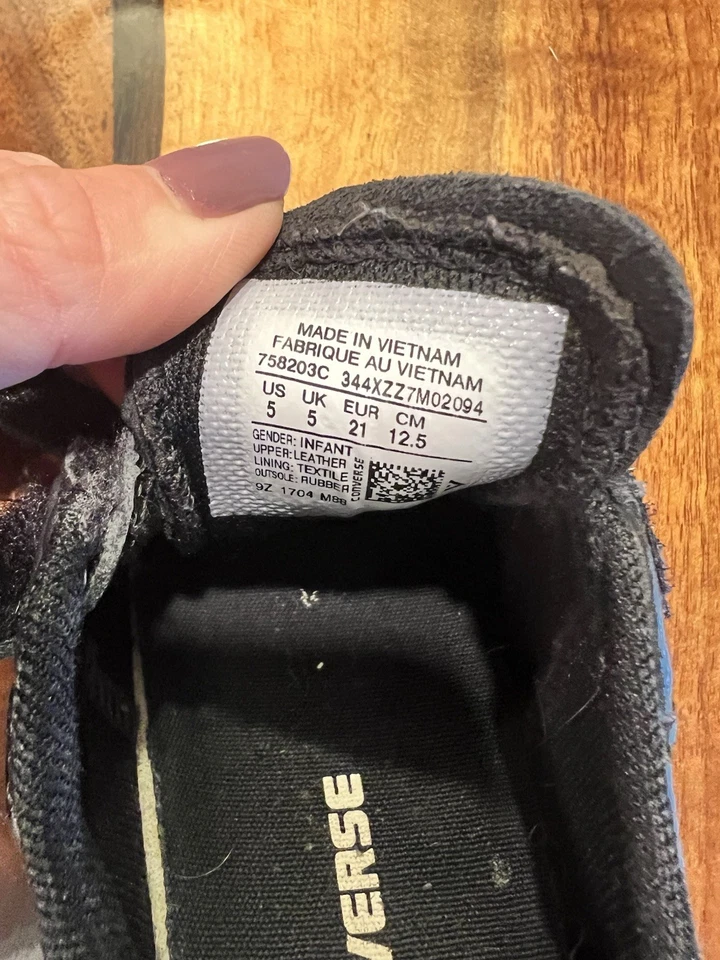 MADE IN VIETNAM
FABRIQUE AU VIETNAM
758203C 344XZZ7M02094
US UK EUR CM
5 5 21 12.5
GENDER: INFANT
UPPER: LEATHER
LINING: TEXTILE
OUTSOLE: RUBBER
9Z 1704 M88
CONVERSE
VERSE